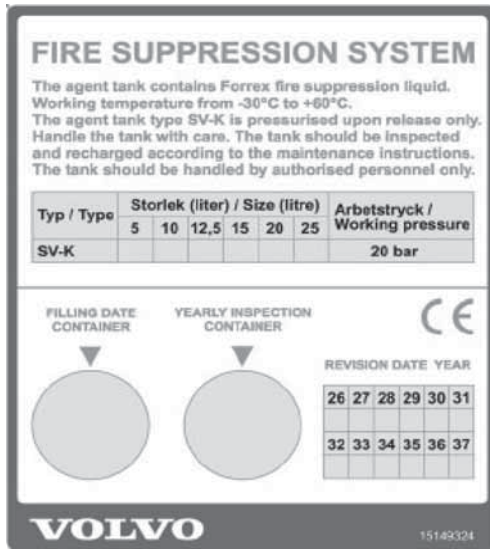 FIRE SUPPRESSION SYSTEM
The agent tank contains Forrex fire suppression liquid.
Working temperature from -30°C to +60°C.
The agent tank type SV-K is pressurised upon release only.
Handle the tank with care. The tank should be inspected
and recharged according to the maintenance instructions.
The tank should be handled by authorised personnel only.
Typ / Type
Storlek (liter) / Size (litre)
5 10 12,5 15 20 25
Arbetstryck /
Working pressure
SV-K
20 bar
FILLING DATE
CONTAINER
YEARLY INSPECTION
CONTAINER
CE
REVISION DATE YEAR
26 27 28 29 30 31
32 33 34 35 36 37
VOLVO
15149324